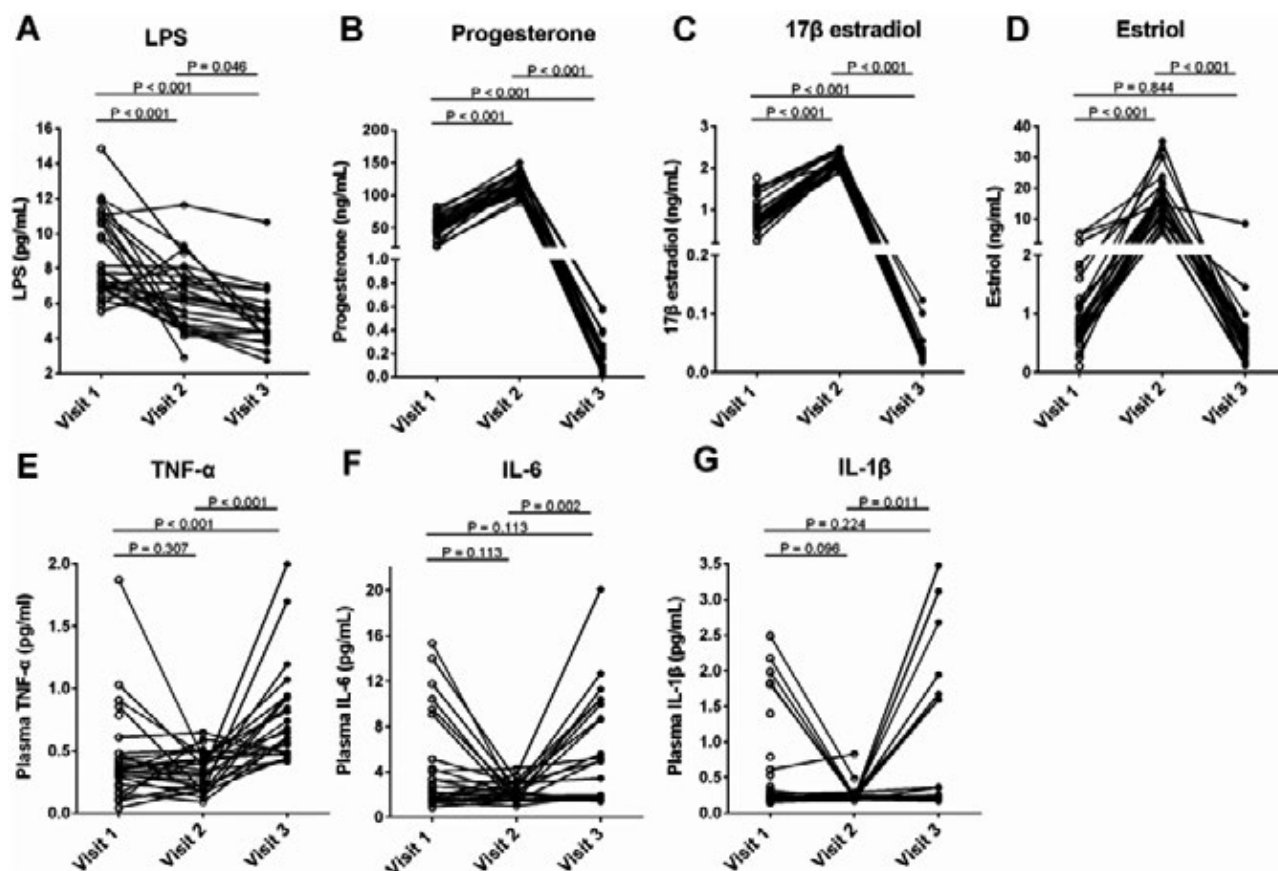 A
LPS
P = 0.046
P < 0.001
P < 0.001
LPS (pg/mL)
16
14
12
10
8
6
4
2
Visit 1
Visit 2
Visit 3
B
Progesterone
P < 0.001
P < 0.001
P < 0.001
Progesterone (ng/mL)
200
150
100
50
1.0
0.8
0.6
0.4
0.2
0.0
Visit 1
Visit 2
Visit 3
C
17β estradiol
P < 0.001
P < 0.001
P < 0.001
17β estradiol (ng/mL)
3
2
1
0.2
0.1
0.0
Visit 1
Visit 2
Visit 3
D
Estriol
P < 0.001
P = 0.844
P < 0.001
Estriol (ng/mL)
40
30
20
10
2
1
0
Visit 1
Visit 2
Visit 3
E
TNF-α
P < 0.001
P < 0.001
P = 0.307
Plasma TNF-α (pg/ml)
2.0
1.5
1.0
0.5
0.0
Visit 1
Visit 2
Visit 3
F
IL-6
P = 0.002
P = 0.113
P = 0.113
Plasma IL-6 (pg/mL)
20
16
12
8
4
0
Visit 1
Visit 2
Visit 3
G
IL-1β
P = 0.011
P = 0.224
P = 0.096
Plasma IL-1β (pg/mL)
3.5
3.0
2.5
2.0
1.5
1.0
0.5
0.0
Visit 1
Visit 2
Visit 3